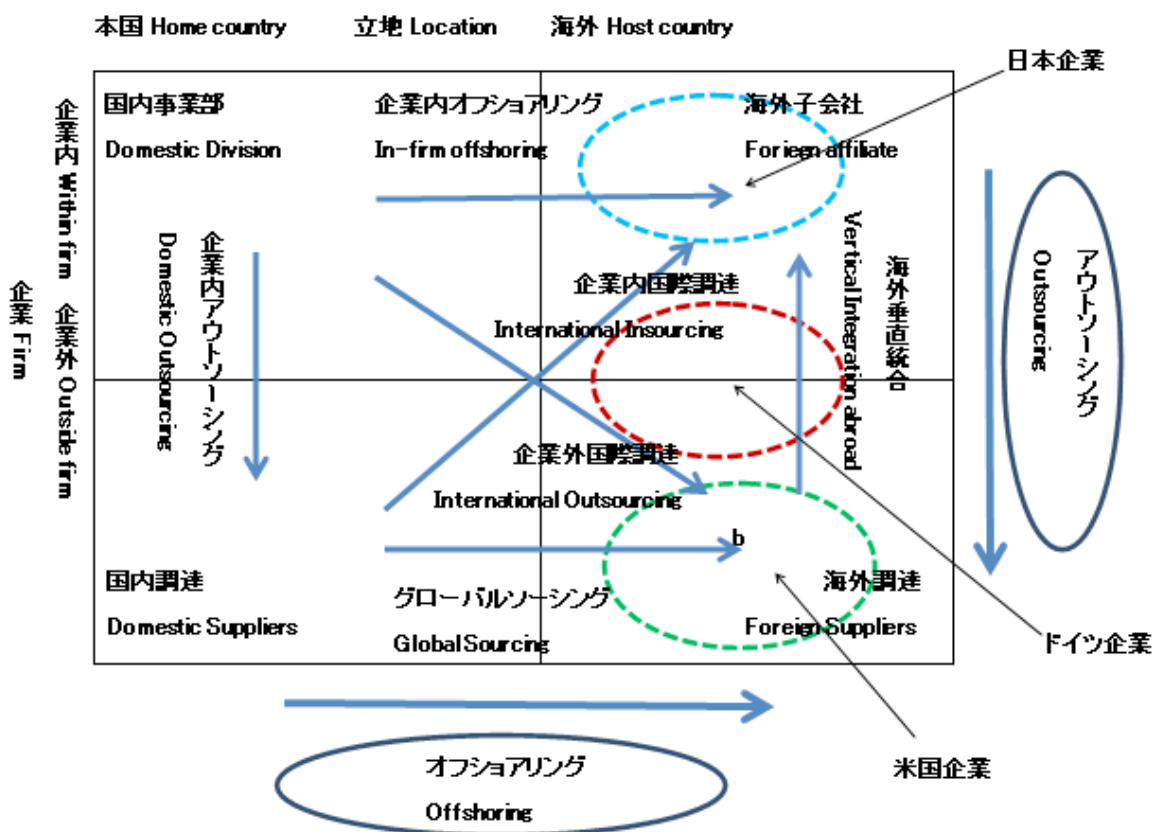 本国 Home country 立地 Location 海外 Host country
日本企業
国内事業部 企業内オフショアリング 海外子会社
Domestic Division In-firm offshoring Forieen affiliate
企業内 Within firm 企業外 Outside firm
企業 Firm
企業内アウトソーシング
Domestic Outsourcing
企業内国際調達
International Insourcing
海外垂直統合
Vertical Integration abroad
アウトソーシング
Outsourcing
企業外国際調達
International Outsourcing
b
国内調達 グローバルソーシング 海外調達
Domestic Suppliers Global Sourcing Foreign Suppliers
ドイツ企業
米国企業
オフショアリング
Offshoring